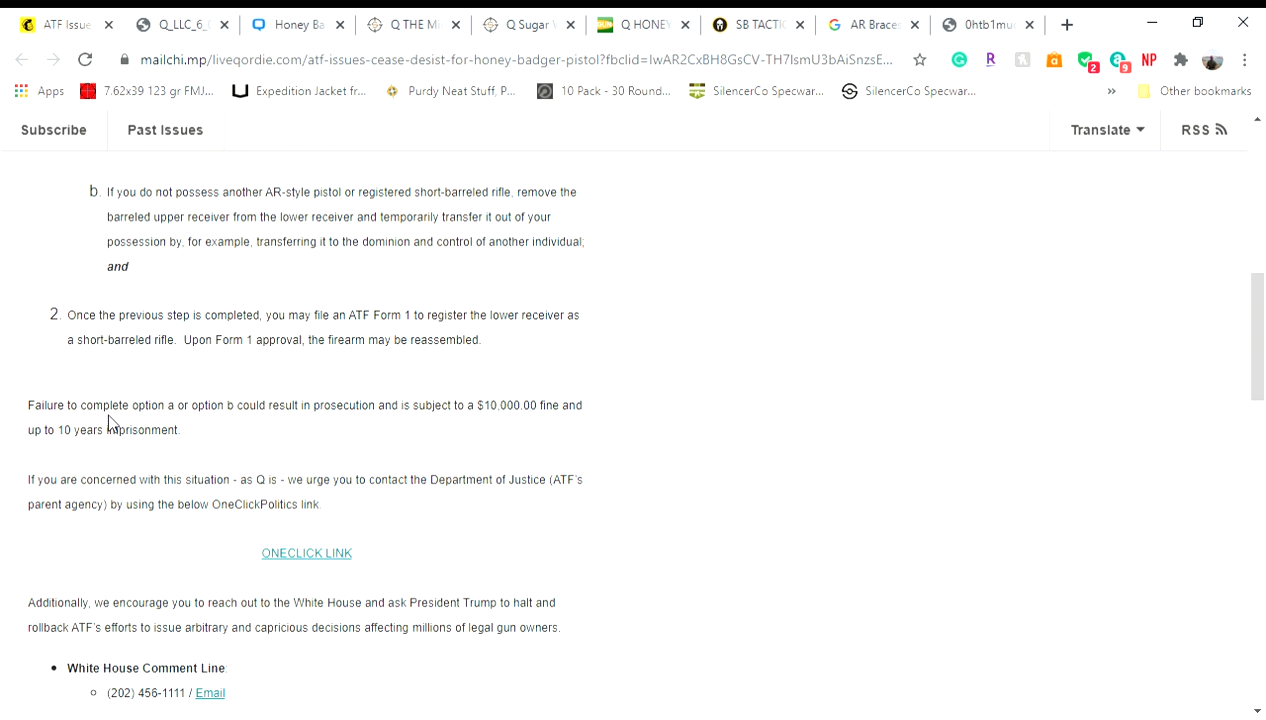 ATF Issue
Q_LLC_6_
Honey Ba
Q THE M
Q Sugar
Q HONEY
SB TACTIC
AR Braces
0htb1muc
mailchi.mp/liveqordie.com/atf-issues-cease-desist-for-honey-badger-pistol?fbclid=IwAR2CxBH8GsCV-TH7IsmU3bAiSnzsE...
2
9
NP
Apps
7.62x39 123 gr FMJ...
Expedition Jacket fr...
Purdy Neat Stuff, P...
10 Pack - 30 Round...
SilencerCo Specwar...
SilencerCo Specwar...
»
Other bookmarks
Subscribe
Past Issues
Translate
RSS
b. If you do not possess another AR-style pistol or registered short-barreled rifle, remove the
barreled upper receiver from the lower receiver and temporarily transfer it out of your
possession by, for example, transferring it to the dominion and control of another individual;
and
2. Once the previous step is completed, you may file an ATF Form 1 to register the lower receiver as
a short-barreled rifle. Upon Form 1 approval, the firearm may be reassembled.
Failure to complete option a or option b could result in prosecution and is subject to a $10,000.00 fine and
up to 10 years imprisonment.
If you are concerned with this situation - as Q is - we urge you to contact the Department of Justice (ATF's
parent agency) by using the below OneClickPolitics link.
ONECLICK LINK
Additionally, we encourage you to reach out to the White House and ask President Trump to halt and
rollback ATF's efforts to issue arbitrary and capricious decisions affecting millions of legal gun owners.
• White House Comment Line:
(202) 456-1111 / Email